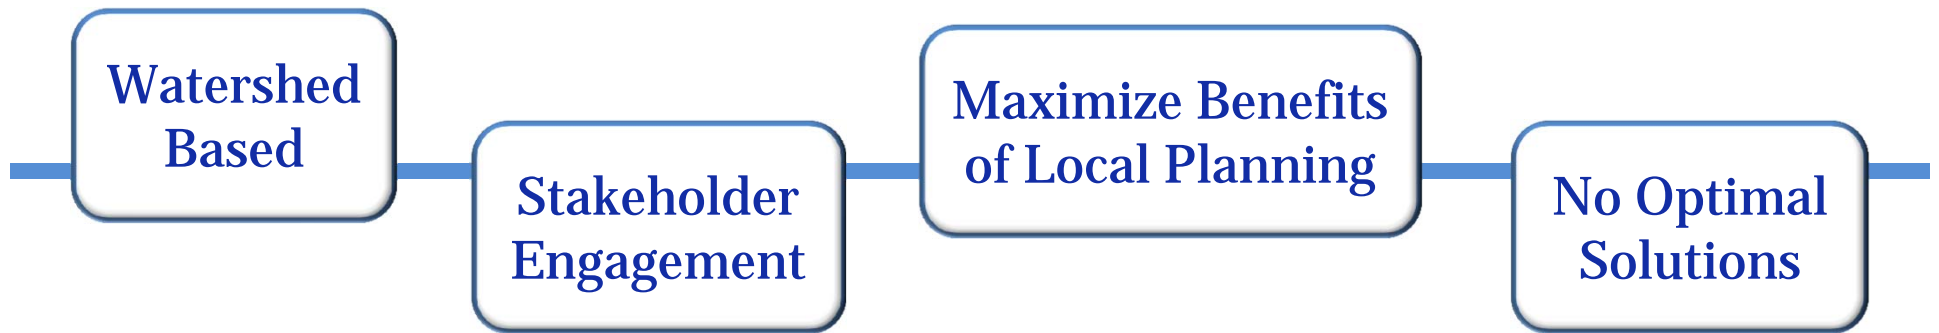 Watershed
Based
Stakeholder
Engagement
Maximize Benefits
of Local Planning
No Optimal
Solutions